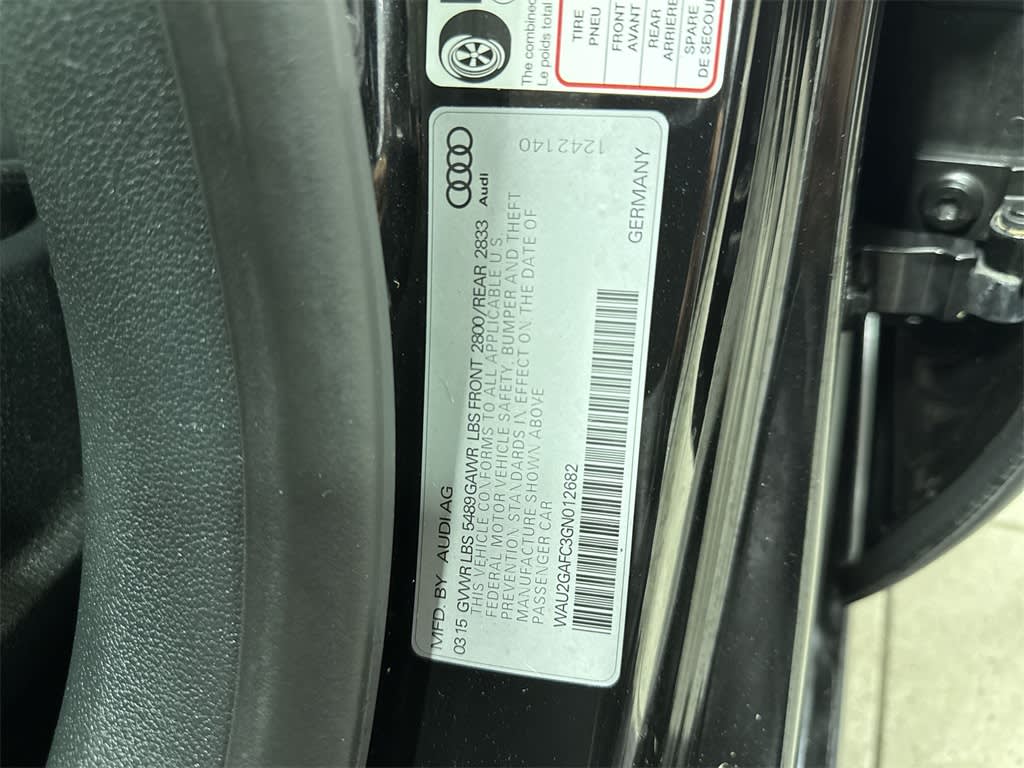 The combined
Le poids total
TIRE
PNEU
FRONT
AVANT
REAR
ARRIERE
SPARE
DE SECOU
Audi
MFD. BY AUDI AG
0315 GVWR LBS 5489 GAWR LBS FRONT 2800/REAR 2833
THIS VEHICLE CONFORMS TO ALL APPLICABLE U.S.
FEDERAL MOTOR VEHICLE SAFETY, BUMPER AND THEFT
PREVENTION STANDARDS IN EFFECT ON THE DATE OF
MANUFACTURE SHOWN ABOVE
PASSENGER CAR
WAU2GAFC3GN012682
GERMANY
1242140